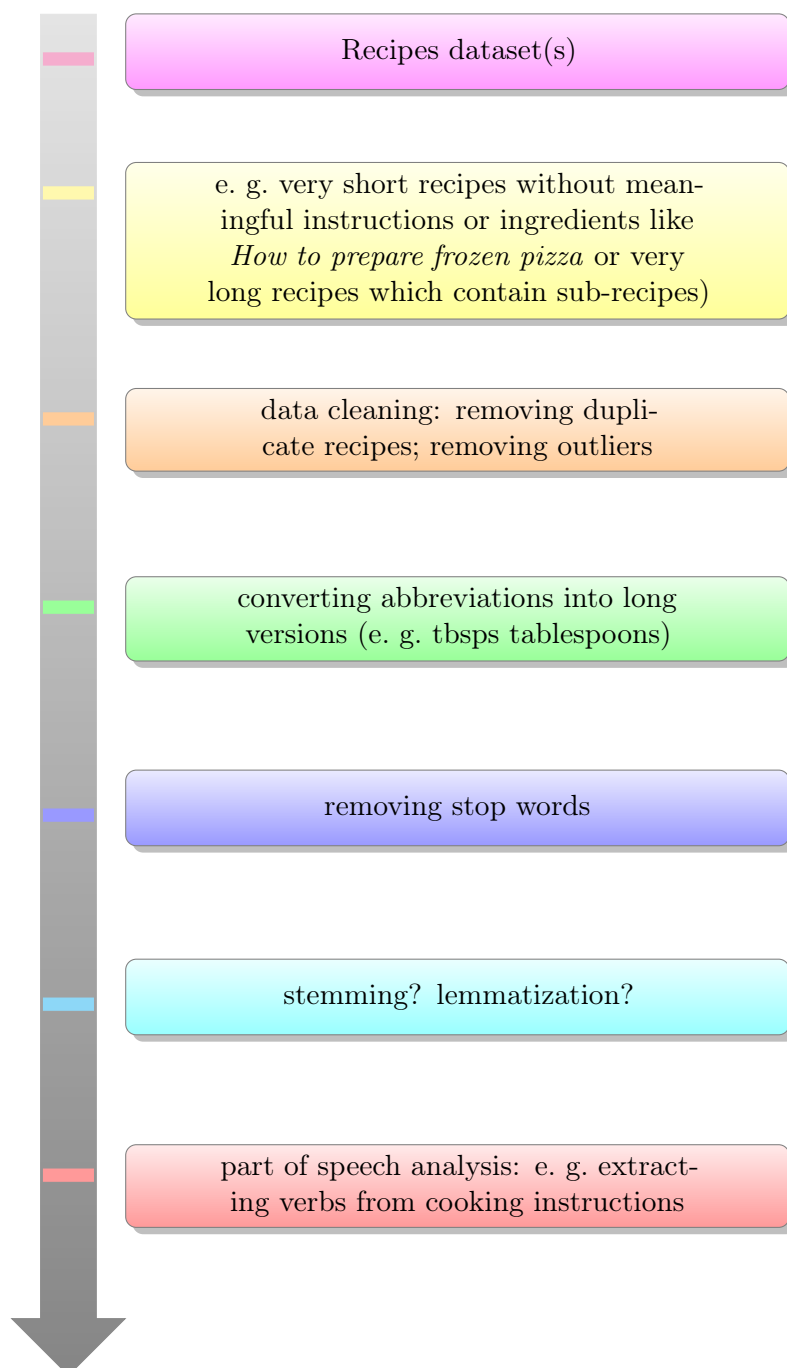 Recipes dataset(s)
e. g. very short recipes without mean-
ingful instructions or ingredients like
How to prepare frozen pizza or very
long recipes which contain sub-recipes)
data cleaning: removing dupli-
cate recipes; removing outliers
converting abbreviations into long
versions (e. g. tbsps tablespoons)
removing stop words
stemming? lemmatization?
part of speech analysis: e. g. extract-
ing verbs from cooking instructions